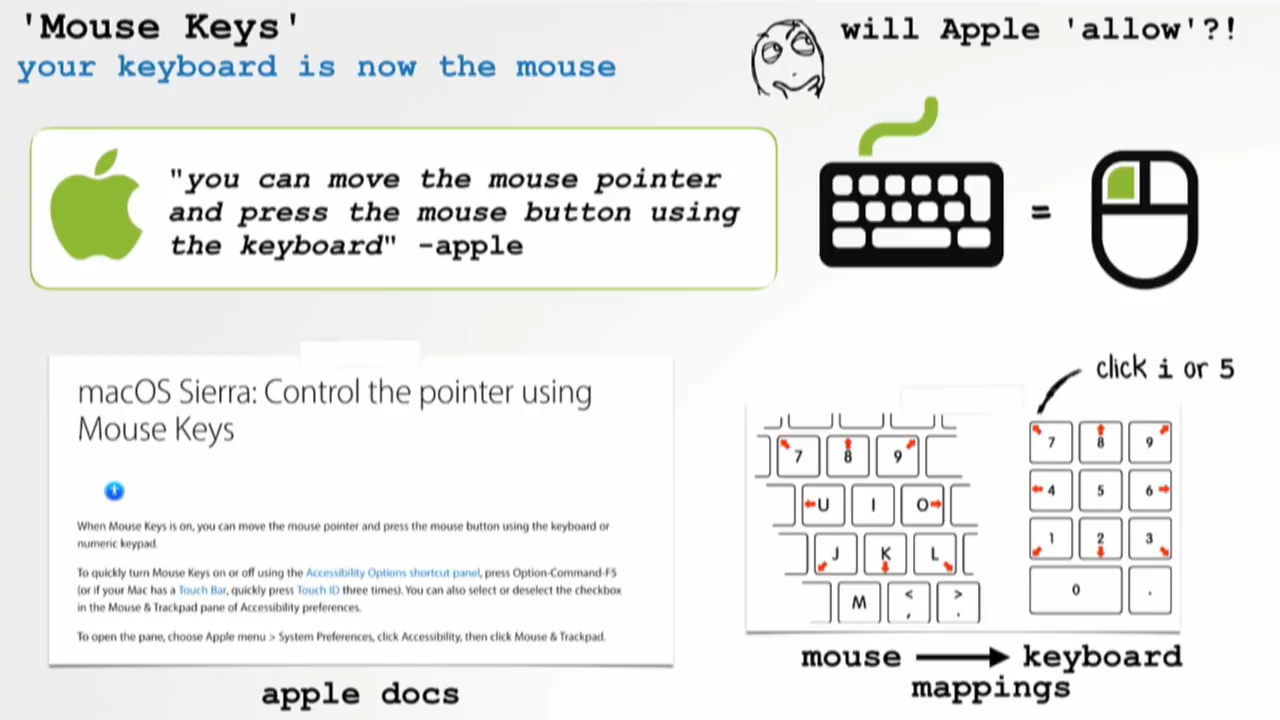 'Mouse Keys'
your keyboard is now the mouse
will Apple 'allow'?!
"you can move the mouse pointer
and press the mouse button using
the keyboard" -apple
=
macOS Sierra: Control the pointer using
Mouse Keys
When Mouse Keys is on, you can move the mouse pointer and press the mouse button using the keyboard or
numeric keypad.
To quickly turn Mouse Keys on or off using the Accessibility Options shortcut panel, press Option-Command-F5
(or if your Mac has a Touch Bar, quickly press Touch ID three times). You can also select or deselect the checkbox
in the Mouse & Trackpad pane of Accessibility preferences.
To open the pane, choose Apple menu > System Preferences, click Accessibility, then click Mouse & Trackpad.
apple docs
click i or 5
7 8 9
U I O
J K L
M < ,  > .
7 8 9
4 5 6
1 2 3
0 .
mouse keyboard
mappings